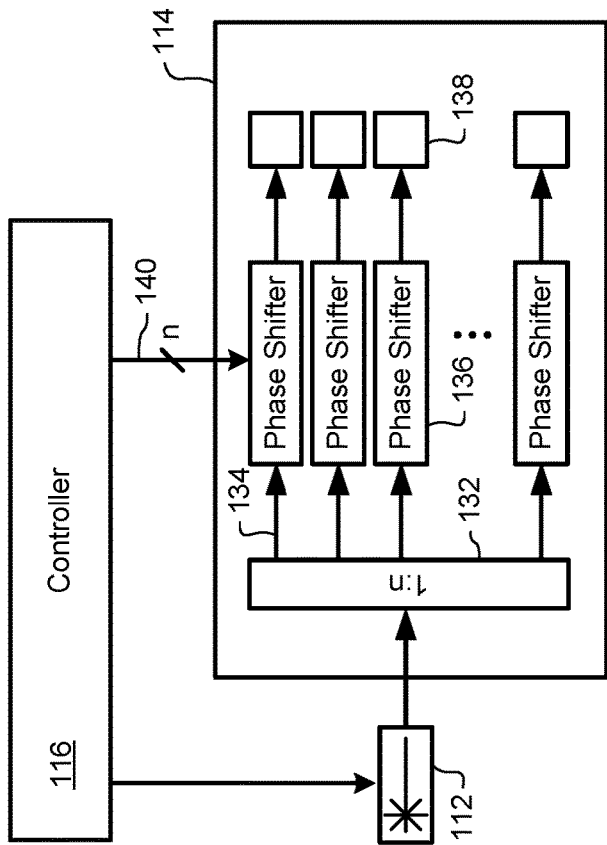 Controller
116
140
n
114
134
Phase Shifter
Phase Shifter
Phase Shifter
136
138
Phase Shifter
1:n
132
112